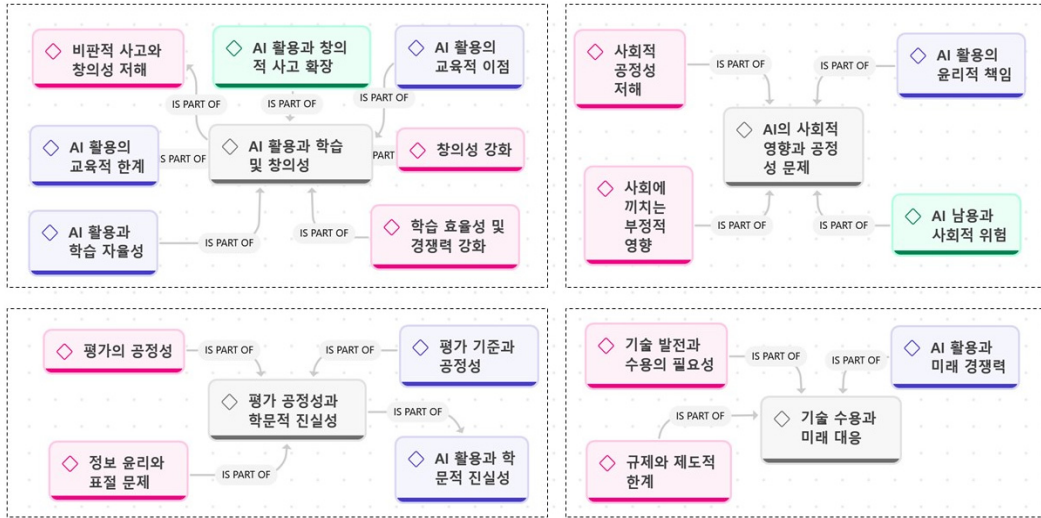 비판적 사고와
창의성 저해
AI 활용과 창의
적 사고 확장
AI 활용의
교육적 이점
IS PART OF
IS PART OF
IS PART OF
AI 활용의
교육적 한계
S PART OF
AI 활용과 학습
및 창의성
PART
창의성 강화
AI 활용과
학습 자율성
IS PART OF
IS PART OF
학습 효율성 및
경쟁력 강화
사회적
공정성
저해
IS PART OF
IS PART OF
AI 활용의
윤리적 책임
AI의 사회적
영향과 공정
성 문제
사회에
끼치는
부정적
영향
IS PART OF
IS PART OF
AI 남용과
사회적 위험
평가의 공정성
IS PART OF
IS PART OF
평가 기준과
공정성
평가 공정성과
학문적 진실성
IS PART OF
정보 윤리와
표절 문제
IS PART OF
AI 활용과 학
문적 진실성
기술 발전과
수용의 필요성
IS PART OF
IS PART OF
AI 활용과
미래 경쟁력
IS PART OF
기술 수용과
미래 대응
규제와 제도적
한계